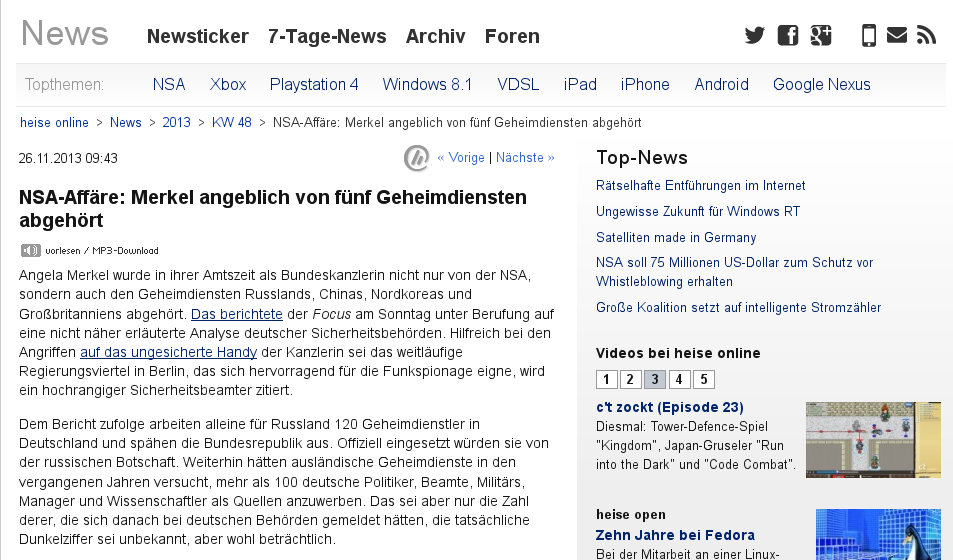 News Newsticker 7-Tage-News Archiv Foren
Topthemen: NSA Xbox Playstation 4 Windows 8.1 VDSL iPad iPhone Android Google Nexus
heise online > News > 2013 > KW 48 > NSA-Affäre: Merkel angeblich von fünf Geheimdiensten abgehört
26.11.2013 09:43
« Vorige | Nächste »
NSA-Affäre: Merkel angeblich von fünf Geheimdiensten
abgehört
vorlesen / MP3-Download
Angela Merkel wurde in ihrer Amtszeit als Bundeskanzlerin nicht nur von der NSA,
sondern auch den Geheimdiensten Russlands, Chinas, Nordkoreas und
Großbritanniens abgehört. Das berichtete der Focus am Sonntag unter Berufung auf
eine nicht näher erläuterte Analyse deutscher Sicherheitsbehörden. Hilfreich bei den
Angriffen auf das ungesicherte Handy der Kanzlerin sei das weitläufige
Regierungsviertel in Berlin, das sich hervorragend für die Funkspionage eigne, wird
ein hochrangiger Sicherheitsbeamter zitiert.
Dem Bericht zufolge arbeiten alleine für Russland 120 Geheimdienstler in
Deutschland und spähen die Bundesrepublik aus. Offiziell eingesetzt würden sie von
der russischen Botschaft. Weiterhin hätten ausländische Geheimdienste in den
vergangenen Jahren versucht, mehr als 100 deutsche Politiker, Beamte, Militärs,
Manager und Wissenschaftler als Quellen anzuwerben. Das sei aber nur die Zahl
derer, die sich danach bei deutschen Behörden gemeldet hätten, die tatsächliche
Dunkelziffer sei unbekannt, aber wohl beträchtlich.
Top-News
Rätselhafte Entführungen im Internet
Ungewisse Zukunft für Windows RT
Satelliten made in Germany
NSA soll 75 Millionen US-Dollar zum Schutz vor
Whistleblowing erhalten
Große Koalition setzt auf intelligente Stromzähler
Videos bei heise online
1 2 3 4 5
c't zockt (Episode 23)
Diesmal: Tower-Defence-Spiel
"Kingdom", Japan-Gruseler "Run
into the Dark" und "Code Combat".
heise open
Zehn Jahre bei Fedora
Bei der Mitarbeit an einer Linux-